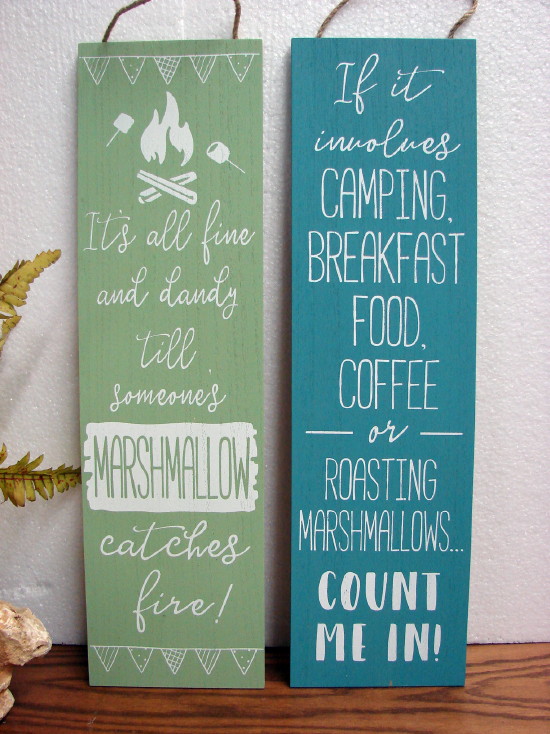 It's all fine
and dandy
till
someone's
MARSHMALLOW
catches
fire!
If it
involves
CAMPING,
BREAKFAST
FOOD,
COFFEE
or
ROASTING
MARSHMALLOWS...
COUNT
ME IN!